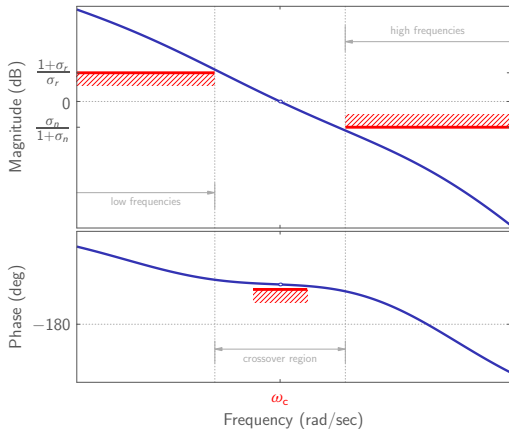 high frequencies
1+σr
σr
0
σn
1+σn
Magnitude (dB)
low frequencies
Phase (deg)
−180
crossover region
ωc
Frequency (rad/sec)